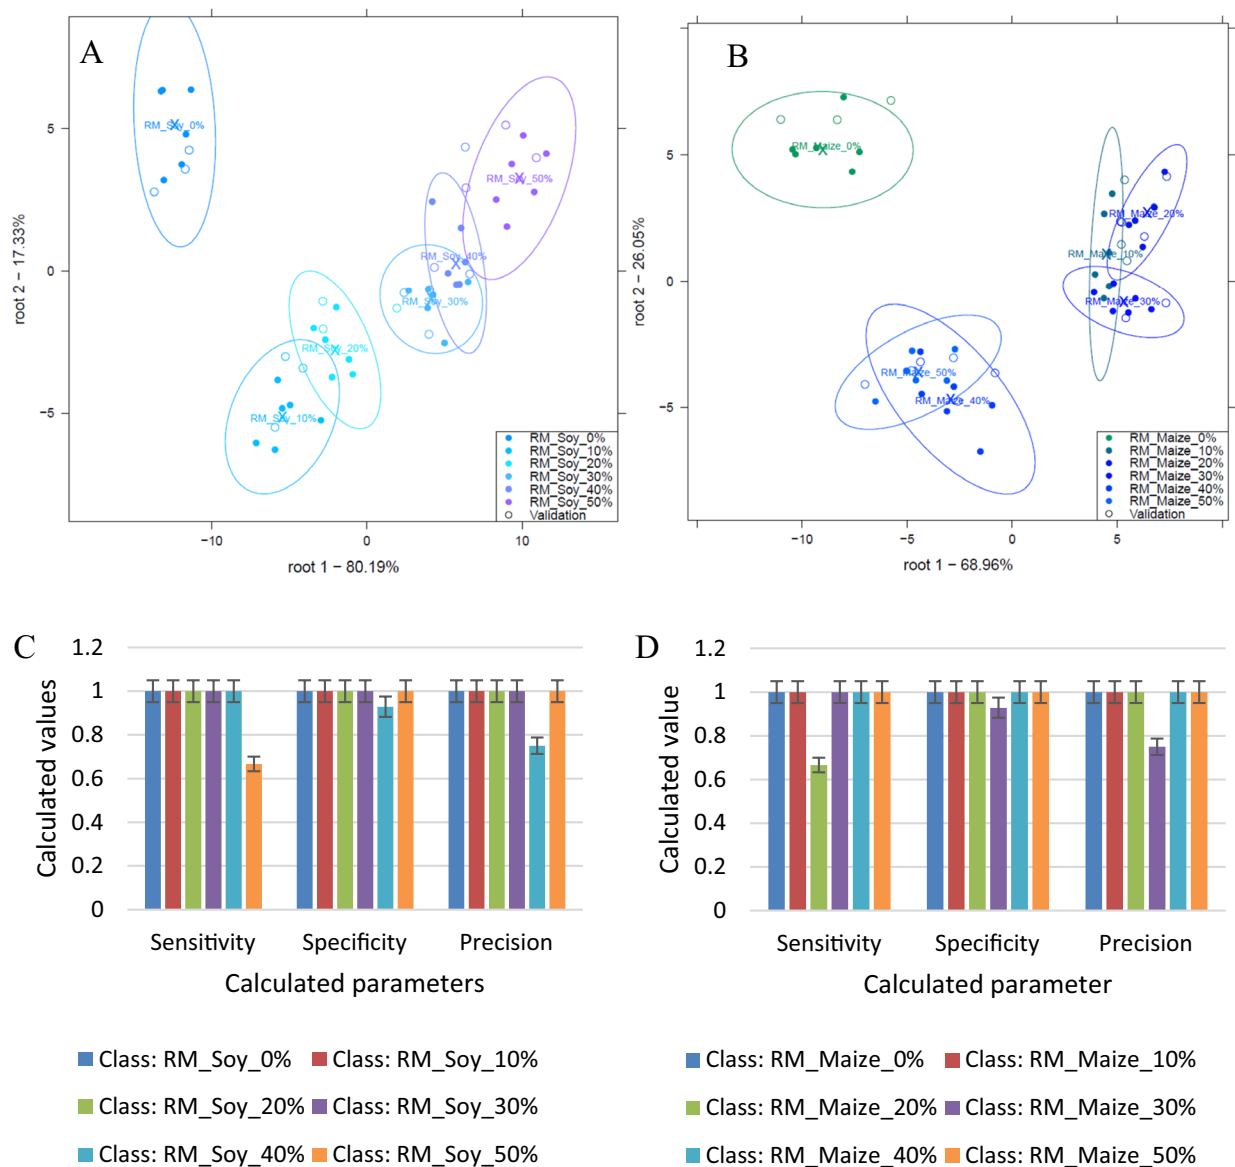 A
RM_Soy_0%
RM_Soy_50%
RM_Soy_40%
RM_Soy_30%
RM_Soy_20%
RM_Soy_10%
5
0
−5
−10
0
10
root 2 − 17.33%
root 1 − 80.19%
RM_Soy_0%
RM_Soy_10%
RM_Soy_20%
RM_Soy_30%
RM_Soy_40%
RM_Soy_50%
Validation
B
RM_Maize_0%
RM_Maize_20%
RM_Maize_10%
RM_Maize_30%
RM_Maize_50%
RM_Maize_40%
5
0
−5
−10
−5
0
5
root 2 − 26.05%
root 1 − 68.96%
RM_Maize_0%
RM_Maize_10%
RM_Maize_20%
RM_Maize_30%
RM_Maize_40%
RM_Maize_50%
Validation
C
1.2
1
0.8
0.6
0.4
0.2
0
Calculated values
Sensitivity Specificity Precision
Calculated parameters
Class: RM_Soy_0% Class: RM_Soy_10%
Class: RM_Soy_20% Class: RM_Soy_30%
Class: RM_Soy_40% Class: RM_Soy_50%
D
1.2
1
0.8
0.6
0.4
0.2
0
Calculated value
Sensitivity Specificity Precision
Calculated parameter
Class: RM_Maize_0% Class: RM_Maize_10%
Class: RM_Maize_20% Class: RM_Maize_30%
Class: RM_Maize_40% Class: RM_Maize_50%